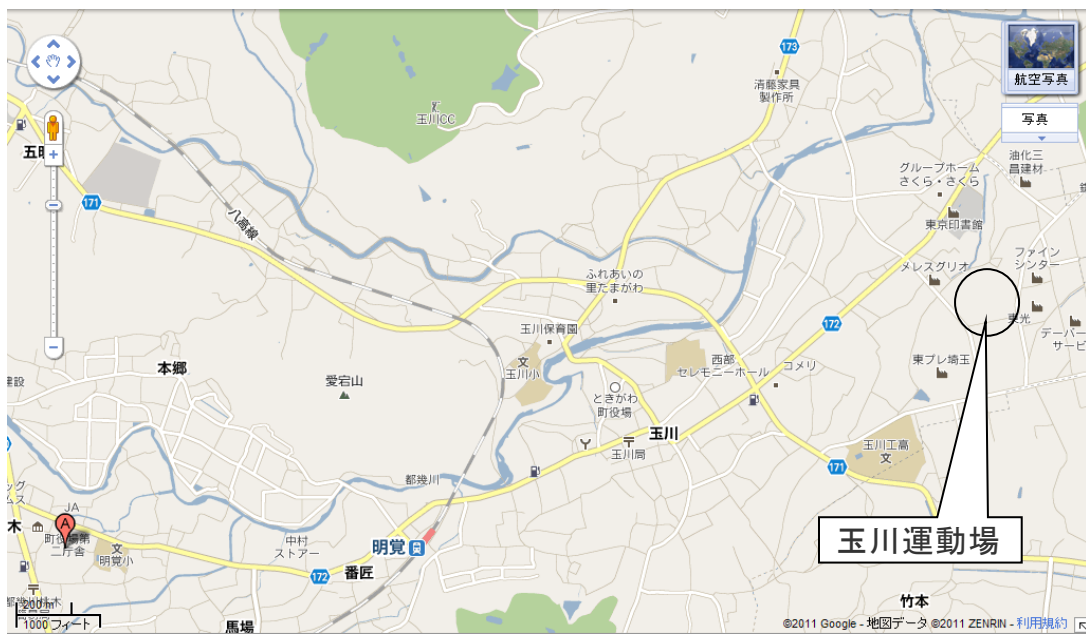 173
清藤家具
製作所
航空写真
写真
玉川CC
五明
171
八高線
油化三
昌建材
グループホーム
さくら・さくら
東京印書館
ファイン
シンター
メレスグリオ
ふれあいの
里たまがわ
玉川保育園
172
東光
デーバー
サービ
本郷
愛宕山
文
玉川小
西部
セレモニーホール
コメリ
東プレ埼玉
ときがわ
町役場
玉川
玉川局
玉川工高
文
171
都幾川
JA
木
町役場第
二庁舎
A
文
明覚小
中村
ストアー
明覚
172
番匠
玉川運動場
200 m
1000 フィート
馬場
竹本
©2011 Google - 地図データ ©2011 ZENRIN - 利用規約